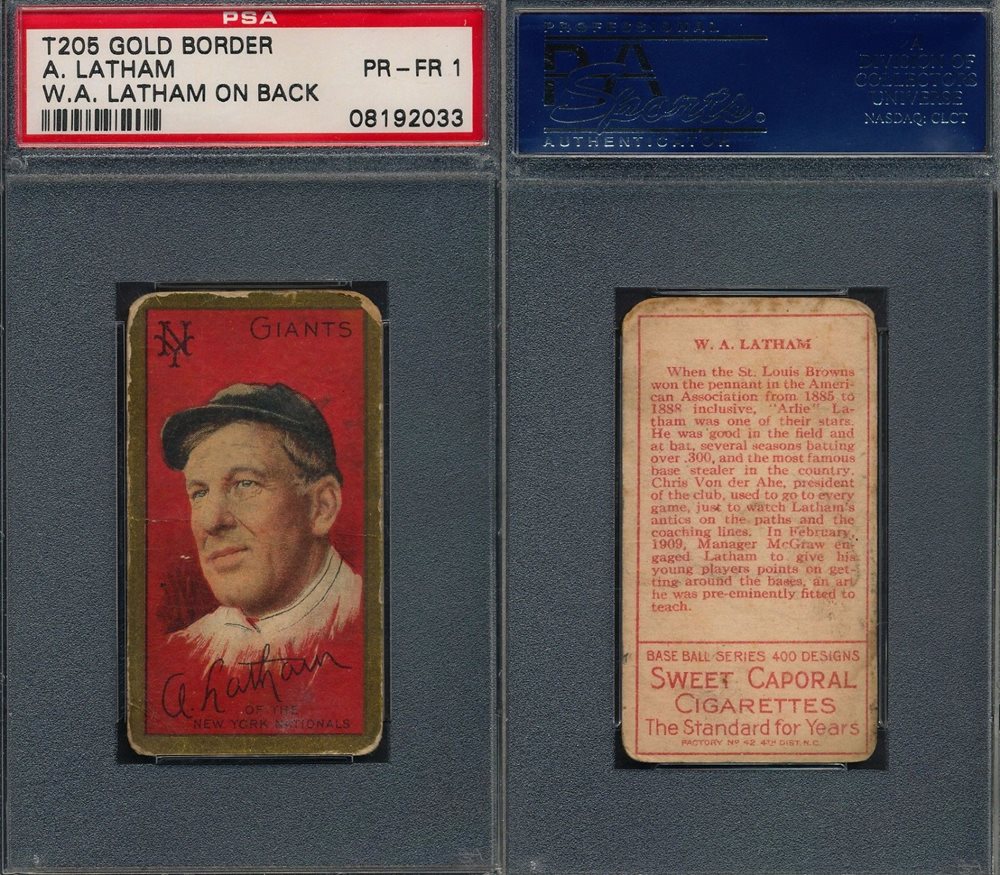 PSA
T205 GOLD BORDER
A. LATHAM PR-FR 1
W.A. LATHAM ON BACK
08192033
NY
GIANTS
A. Latham
OF THE
NEW YORK NATIONALS
PROFESSIONAL
PSA
Sports
AUTHENTICATOR
A
DIVISION OF
COLLECTORS
UNIVERSE
NASDAQ: CLCT
W. A. LATHAM
When the St. Louis Browns
won the pennant in the Ameri-
can Association from 1885 to
1888 inclusive, "Arlie" La-
tham was one of their stars.
He was good in the field and
at bat, several seasons batting
over .300, and the most famous
base stealer in the country.
Chris Von der Ahe, president
of the club, used to go to every
game, just to watch Latham's
antics on the paths and the
coaching lines. In February,
1909, Manager McGraw en-
gaged Latham to give his
young players points on get-
ting around the bases, an art
he was pre-eminently fitted to
teach.
BASE BALL SERIES 400 DESIGNS
SWEET CAPORAL
CIGARETTES
The Standard for Years
FACTORY No 42. 4TH DIST. N.C.